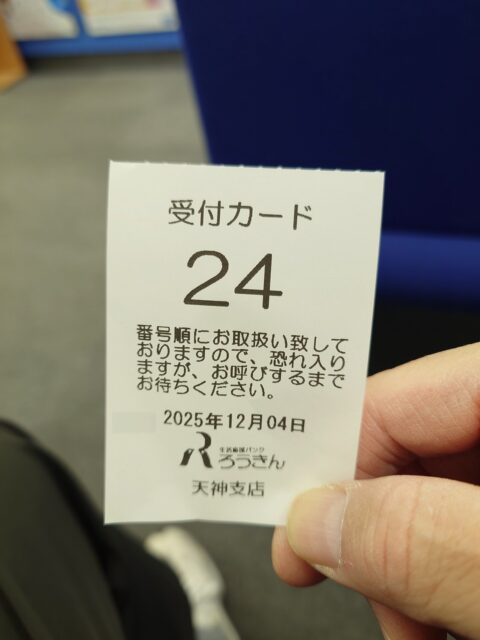 受付カード
24
番号順にお取扱い致して
おりますので、恐れ入り
ますが、お呼びするまで
お待ちください。
2025年12月04日
生活応援バンク
ろうきん
天神支店